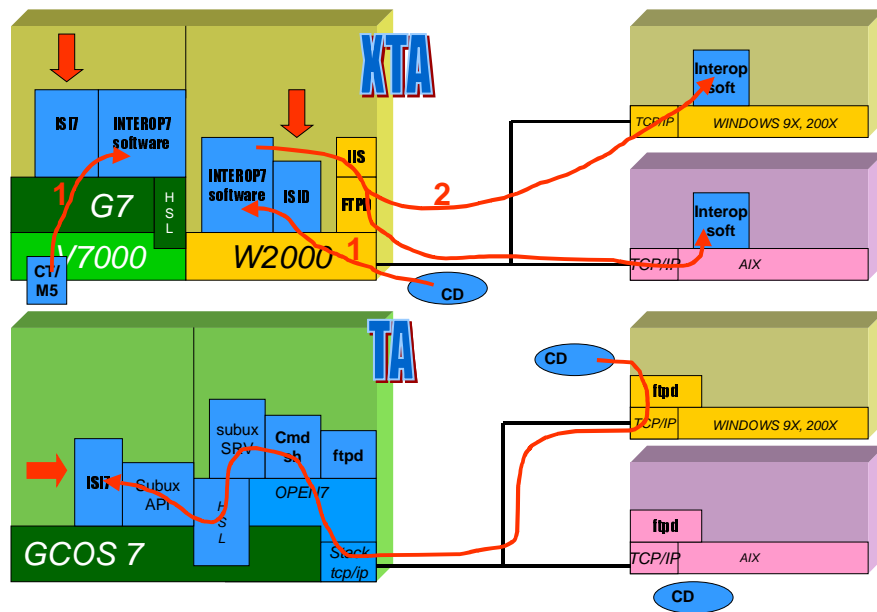 XTA
ISI7
INTEROP7
software
G7
H
S
L
V7000
CT/
M5
1
INTEROP7
software
ISID
IIS
FTPD
W2000
1
CD
2
Interop
soft
TCP/IP
WINDOWS 9X, 200X
Interop
soft
TCP/IP
AIX
TA
ISI7
Subux
API
subux
SRV
Cmd
sh
ftpd
H
S
L
OPEN7
GCOS 7
Stack
tcp/ip
CD
ftpd
TCP/IP
WINDOWS 9X, 200X
ftpd
TCP/IP
AIX
CD